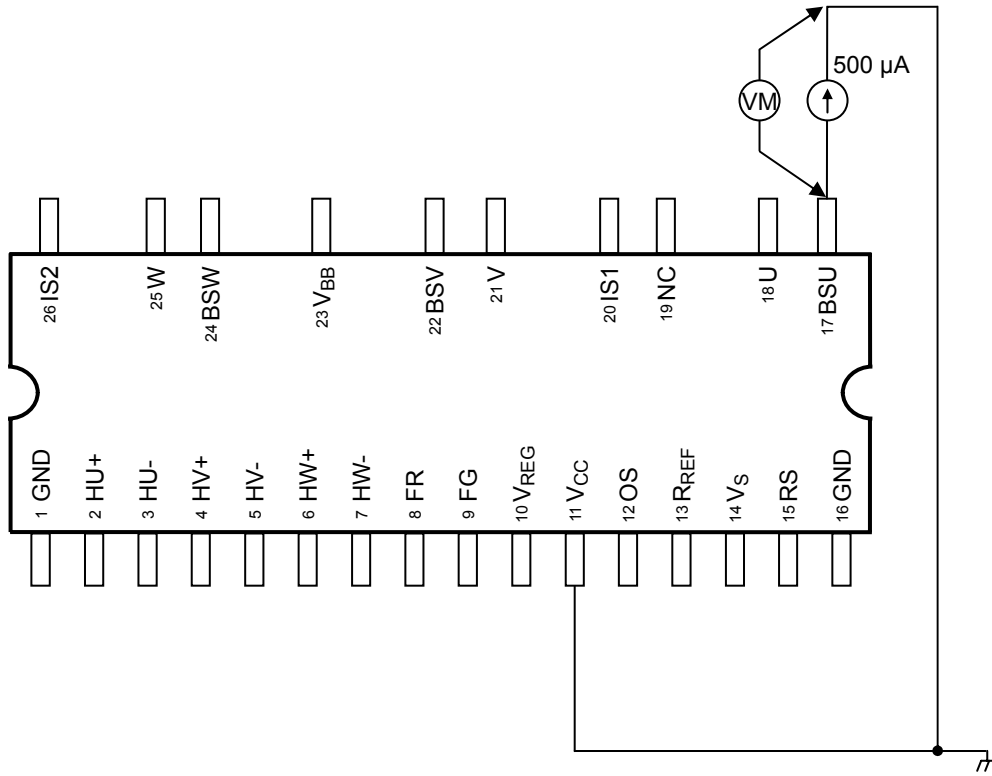 500 µA
VM
26 IS2
25 W
24 BSW
23 VBB
22 BSV
21 V
20 IS1
19 NC
18 U
17 BSU
1 GND
2 HU+
3 HU-
4 HV+
5 HV-
6 HW+
7 HW-
8 FR
9 FG
10 VREG
11 VCC
12 OS
13 RREF
14 VS
15 RS
16 GND